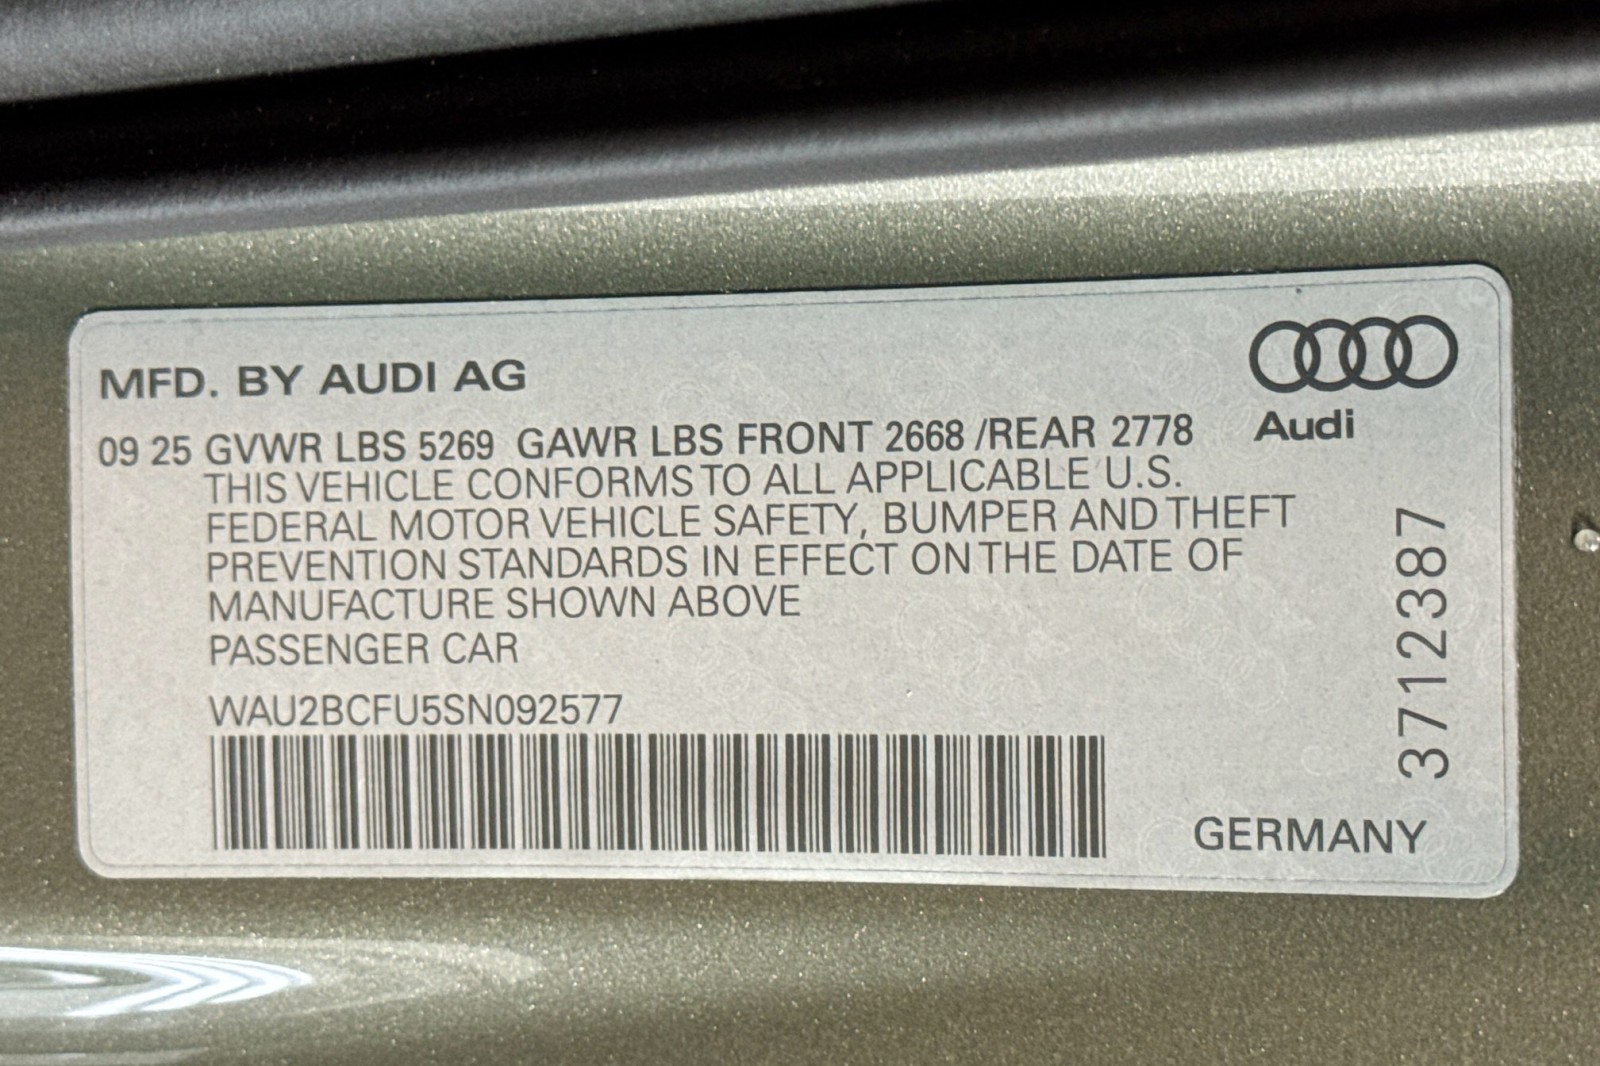 MFD. BY AUDI AG
Audi
09 25 GVWR LBS 5269 GAWR LBS FRONT 2668 /REAR 2778
THIS VEHICLE CONFORMS TO ALL APPLICABLE U.S.
FEDERAL MOTOR VEHICLE SAFETY, BUMPER AND THEFT
PREVENTION STANDARDS IN EFFECT ON THE DATE OF
MANUFACTURE SHOWN ABOVE
PASSENGER CAR
WAU2BCFU5SN092577
3712387
GERMANY